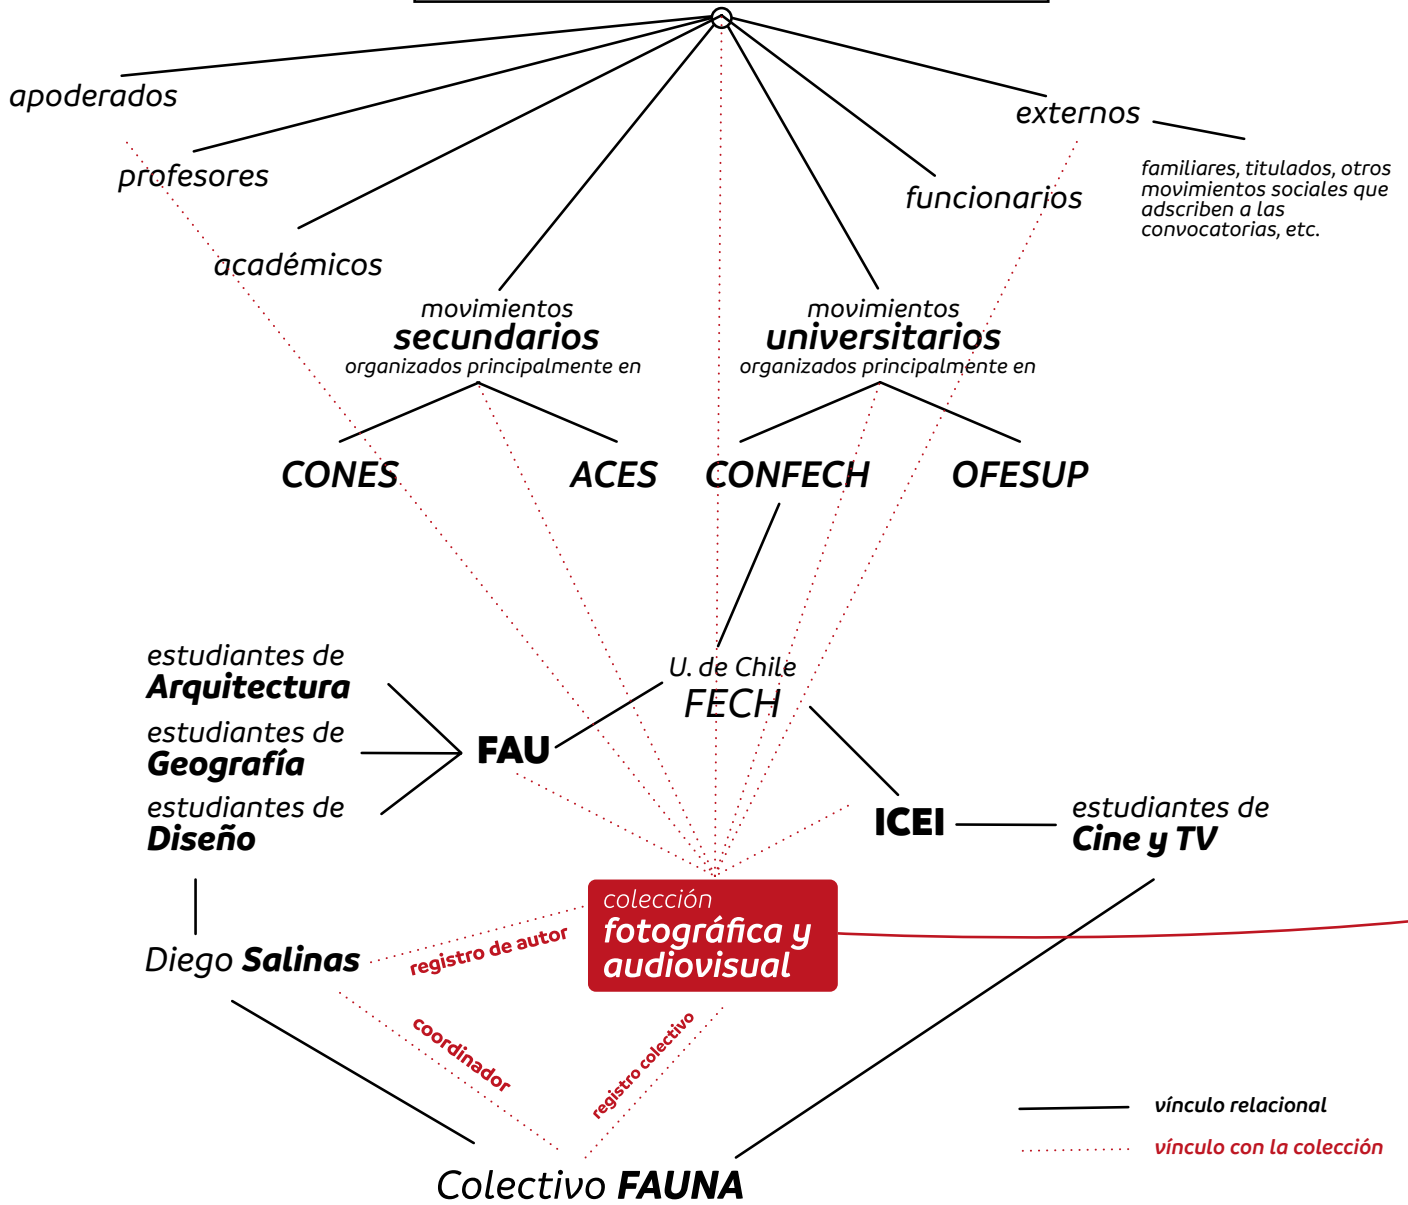 apoderados
externos
profesores
familiares, titulados, otros
movimientos sociales que
adscriben a las
convocatorias, etc.
funcionarios
académicos
movimientos
secundarios
organizados principalmente en
movimientos
universitarios
organizados principalmente en
CONES
ACES
CONFECH
OFESUP
estudiantes de
Arquitectura
U. de Chile
FECH
estudiantes de
Geografía
FAU
estudiantes de
Diseño
ICEI
estudiantes de
Cine y TV
colección
fotográfica y
audiovisual
Diego Salinas
registro de autor
coordinador
registro colectivo
vínculo relacional
vínculo con la colección
Colectivo FAUNA